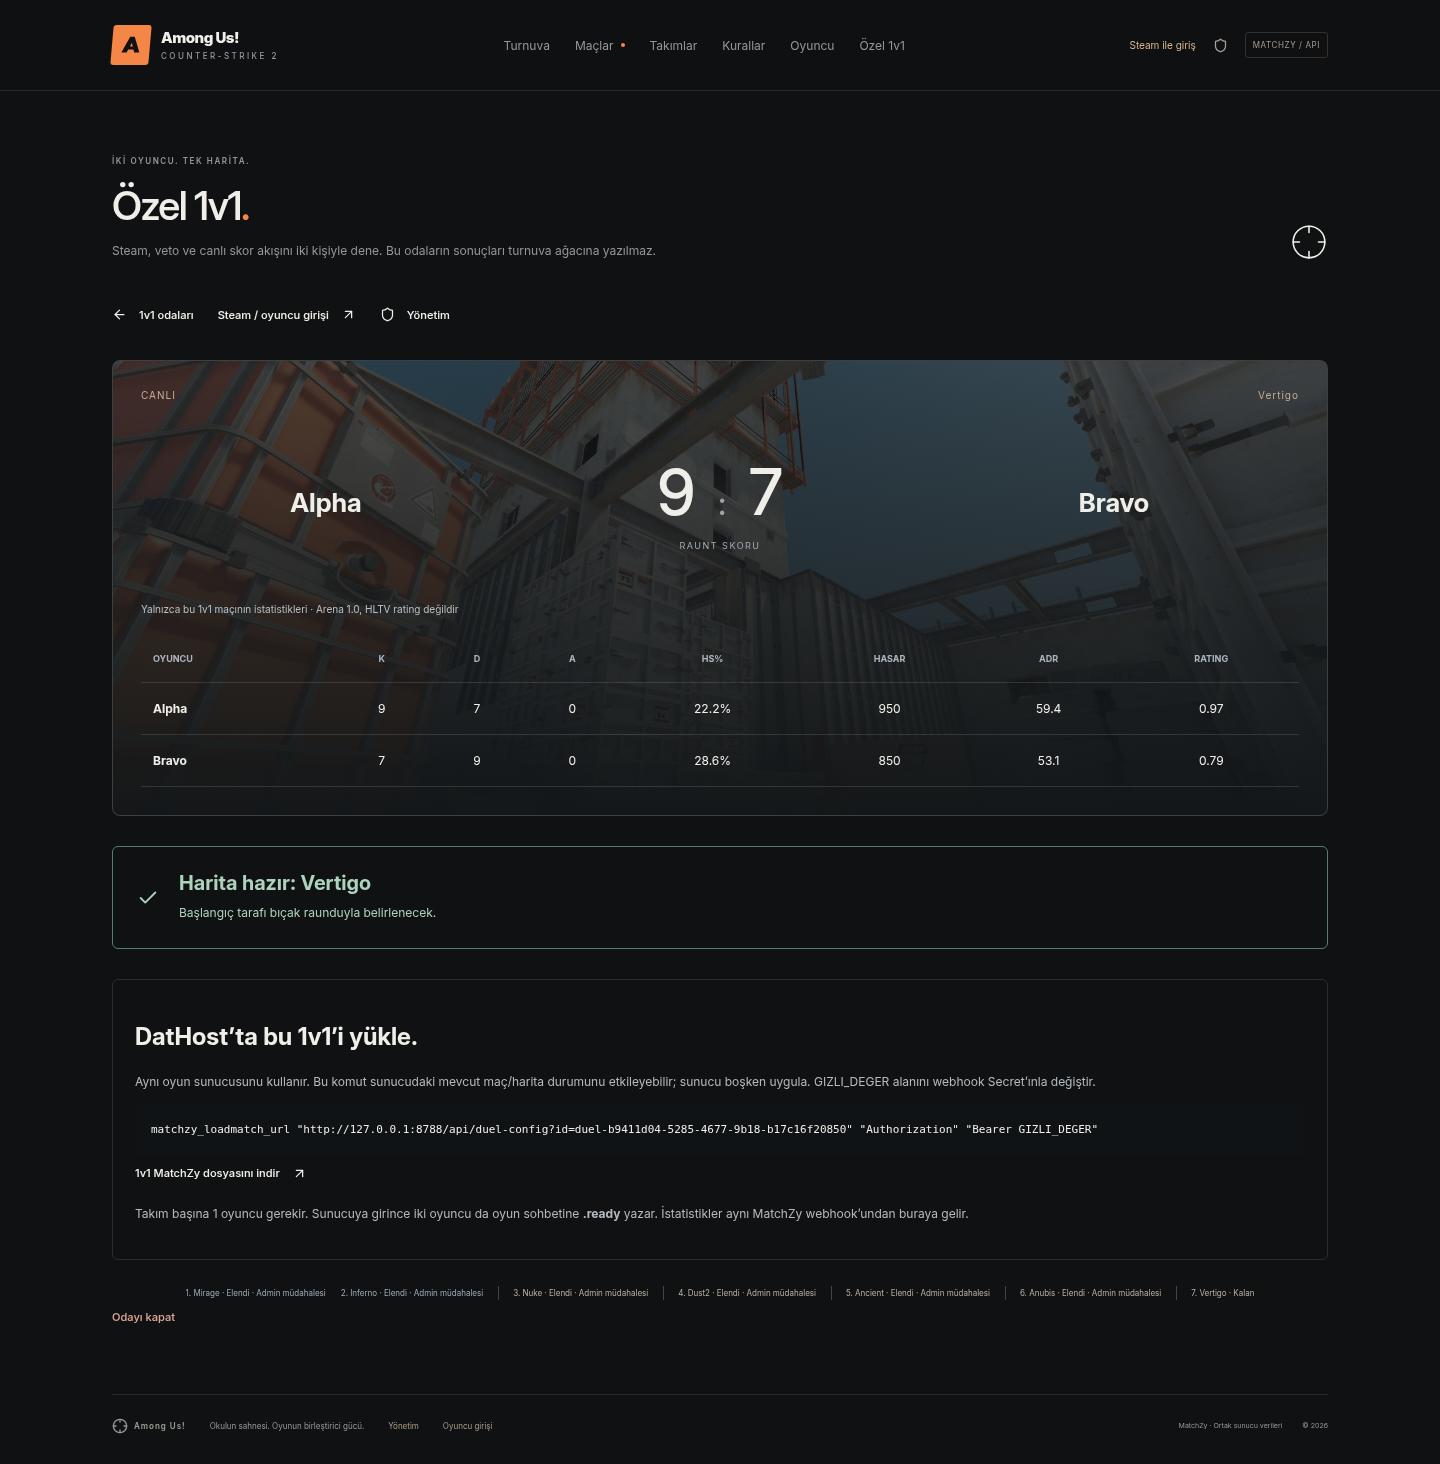 A
Among Us!
COUNTER-STRIKE 2
Turnuva
Maçlar
Takımlar
Kurallar
Oyuncu
Özel 1v1
Steam ile giriş
MATCHZY / API
İKİ OYUNCU. TEK HARİTA.
Özel 1v1.
Steam, veto ve canlı skor akışını iki kişiyle dene. Bu odaların sonuçları turnuva ağacına yazılmaz.
1v1 odaları
Steam / oyuncu girişi
Yönetim
CANLI
Vertigo
Alpha
9 : 7
Bravo
RAUNT SKORU
Yalnızca bu 1v1 maçının istatistikleri · Arena 1.0, HLTV rating değildir
OYUNCU K D A HS% HASAR ADR RATING
Alpha 9 7 0 22.2% 950 59.4 0.97
Bravo 7 9 0 28.6% 850 53.1 0.79
Harita hazır: Vertigo
Başlangıç tarafı bıçak raunduyla belirlenecek.
DatHost’ta bu 1v1’i yükle.
Aynı oyun sunucusunu kullanır. Bu komut sunucudaki mevcut maç/harita durumunu etkileyebilir; sunucu boşken uygula. GIZLI_DEGER alanını webhook Secret’ınla değiştir.
matchzy_loadmatch_url "http://127.0.0.1:8788/api/duel-config?id=duel-b9411d04-5285-4677-9b18-b17c16f20850" "Authorization" "Bearer GIZLI_DEGER"
1v1 MatchZy dosyasını indir
Takım başına 1 oyuncu gerekir. Sunucuya girince iki oyuncu da oyun sohbetine .ready yazar. İstatistikler aynı MatchZy webhook’undan buraya gelir.
1. Mirage · Elendi · Admin müdahalesi
2. Inferno · Elendi · Admin müdahalesi
3. Nuke · Elendi · Admin müdahalesi
4. Dust2 · Elendi · Admin müdahalesi
5. Ancient · Elendi · Admin müdahalesi
6. Anubis · Elendi · Admin müdahalesi
7. Vertigo · Kalan
Odayı kapat
Among Us!
Okulun sahnesi. Oyunun birleştirici gücü.
Yönetim
Oyuncu girişi
MatchZy · Ortak sunucu verileri
© 2026